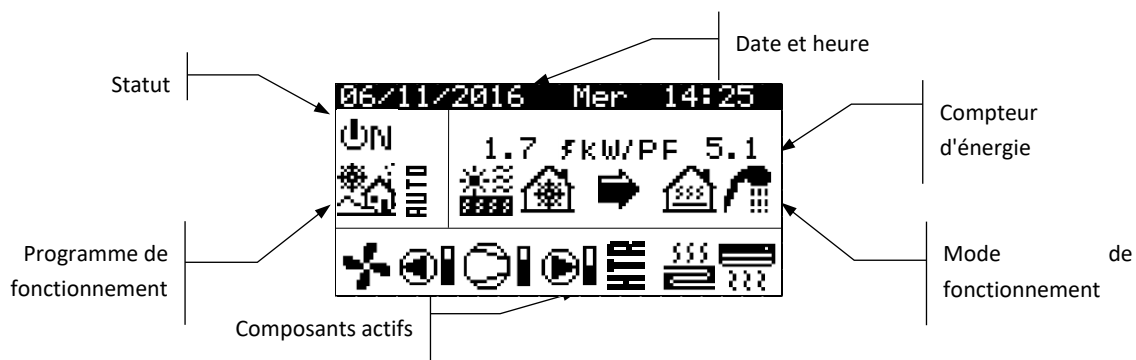 Date et heure
Statut
06/11/2016 Mer 14:25
Compteur
d'énergie
ON
1.7 kW/PF 5.1
AUTO
Programme de
fonctionnement
Mode de
fonctionnement
HTR
Composants actifs